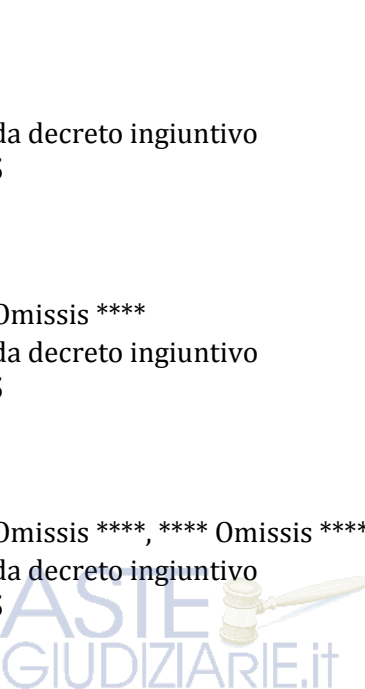 da decreto ingiuntivo
Omissis ****
da decreto ingiuntivo
Omissis ****, **** Omissis ****
da decreto ingiuntivo
ASTE
GIUDIZIARIE.it